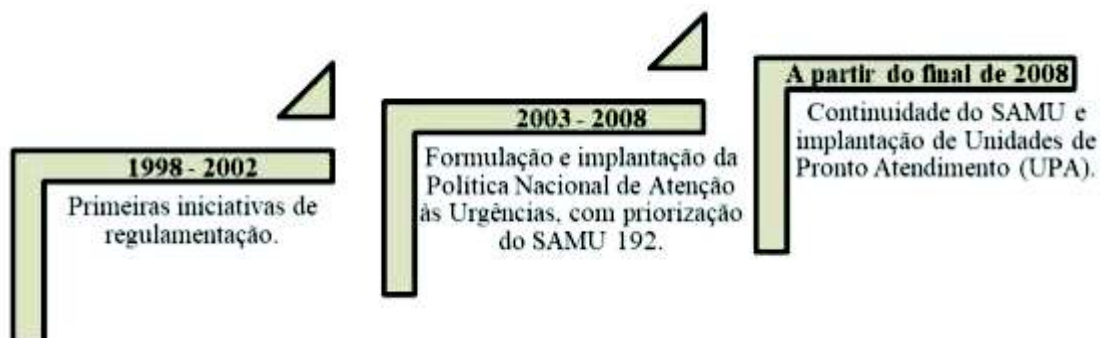 1998 - 2002
Primeiras iniciativas de
regulamentação.
2003 - 2008
Formulação e implantação da
Política Nacional de Atenção
às Urgências, com priorização
do SAMU 192.
A partir do final de 2008
Continuidade do SAMU e
implantação de Unidades de
Pronto Atendimento (UPA).